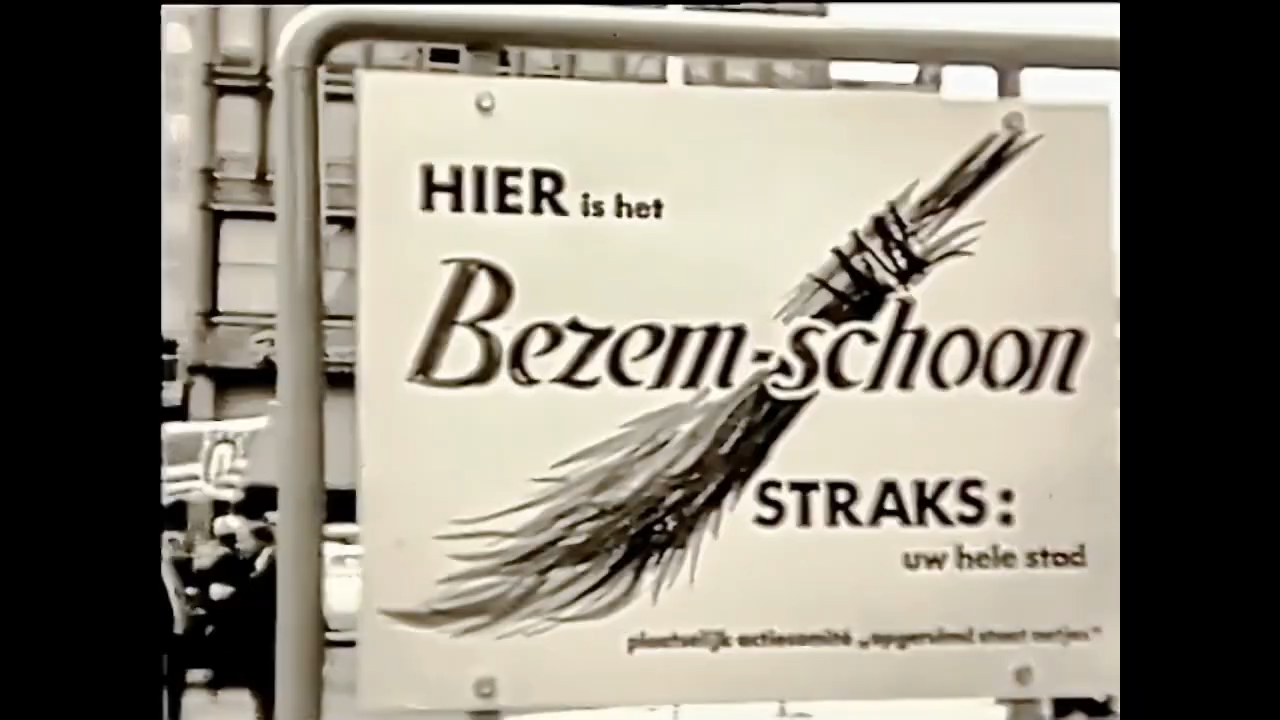 HIER is het
Bezem-schoon
STRAKS:
uw hele stad
plaatselijk actiecomité „opgeruimd staat netjes"